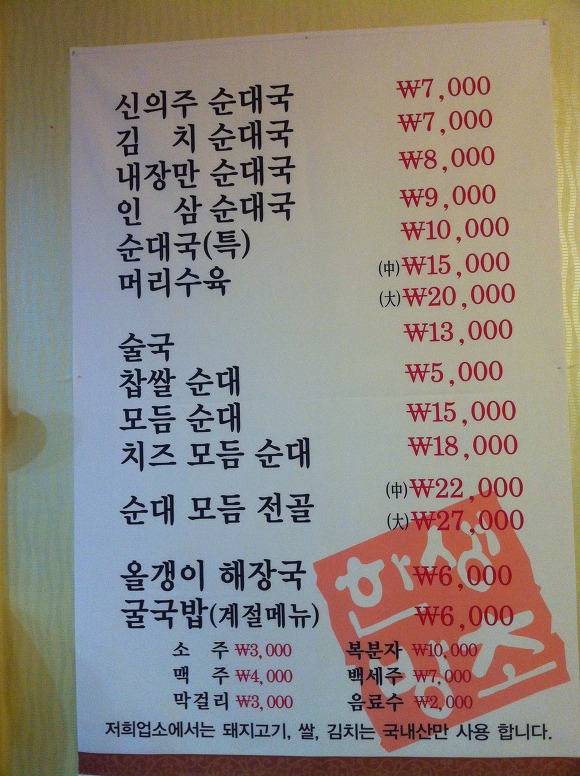 신의주 순대국 ₩7,000
김 치 순대국 ₩7,000
내장만 순대국 ₩8,000
인 삼 순대국 ₩9,000
순대국(특) ₩10,000
머리수육 (中)₩15,000
(大)₩20,000
술국 ₩13,000
찹쌀 순대 ₩5,000
모듬 순대 ₩15,000
치즈 모듬 순대 ₩18,000
순대 모듬 전골 (中)₩22,000
(大)₩27,000
올갱이 해장국 ₩6,000
굴국밥(계절메뉴) ₩6,000
소 주 ₩3,000 복분자 ₩10,000
맥 주 ₩4,000 백세주 ₩7,000
막걸리 ₩3,000 음료수 ₩2,000
저희업소에서는 돼지고기, 쌀, 김치는 국내산만 사용 합니다.